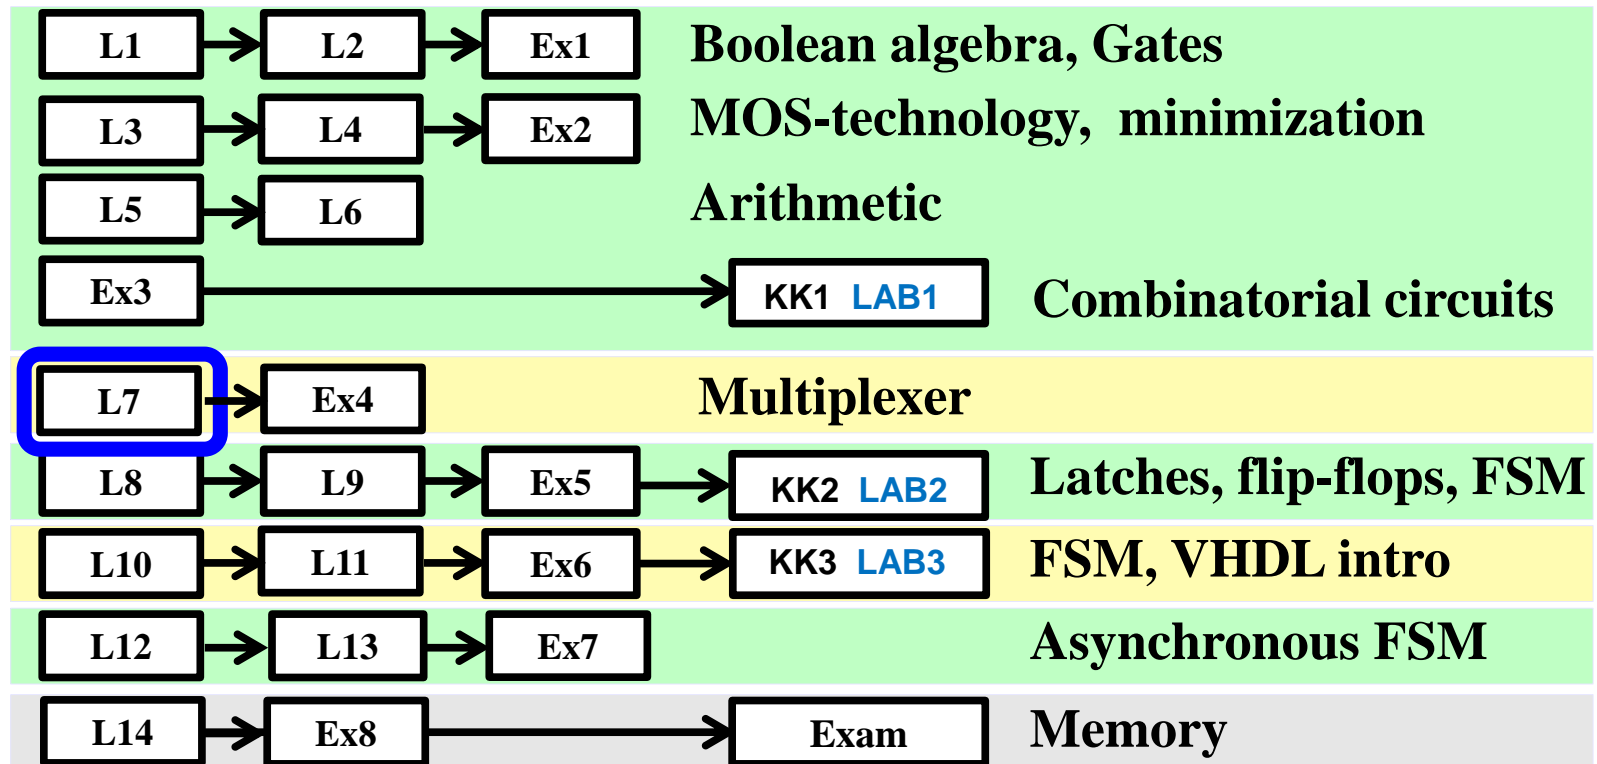 L1 L2 Ex1 Boolean algebra, Gates
L3 L4 Ex2 MOS-technology, minimization
L5 L6 Arithmetic
Ex3 KK1 LAB1 Combinatorial circuits
L7 Ex4 Multiplexer
L8 L9 Ex5 KK2 LAB2 Latches, flip-flops, FSM
L10 L11 Ex6 KK3 LAB3 FSM, VHDL intro
L12 L13 Ex7 Asynchronous FSM
L14 Ex8 Exam Memory